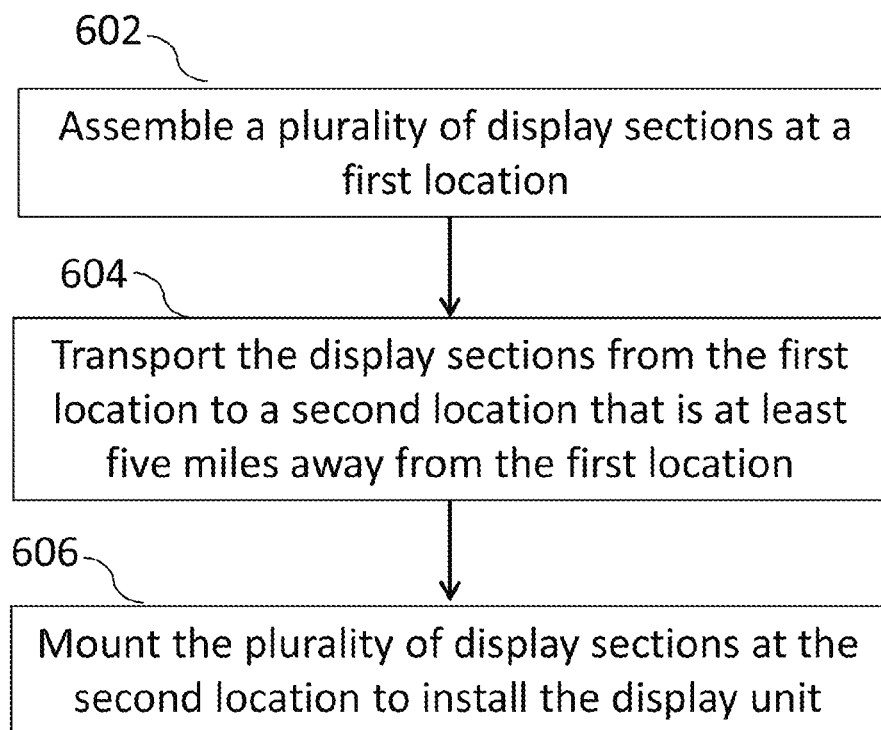 602
Assemble a plurality of display sections at a
first location
604
Transport the display sections from the first
location to a second location that is at least
five miles away from the first location
606
Mount the plurality of display sections at the
second location to install the display unit